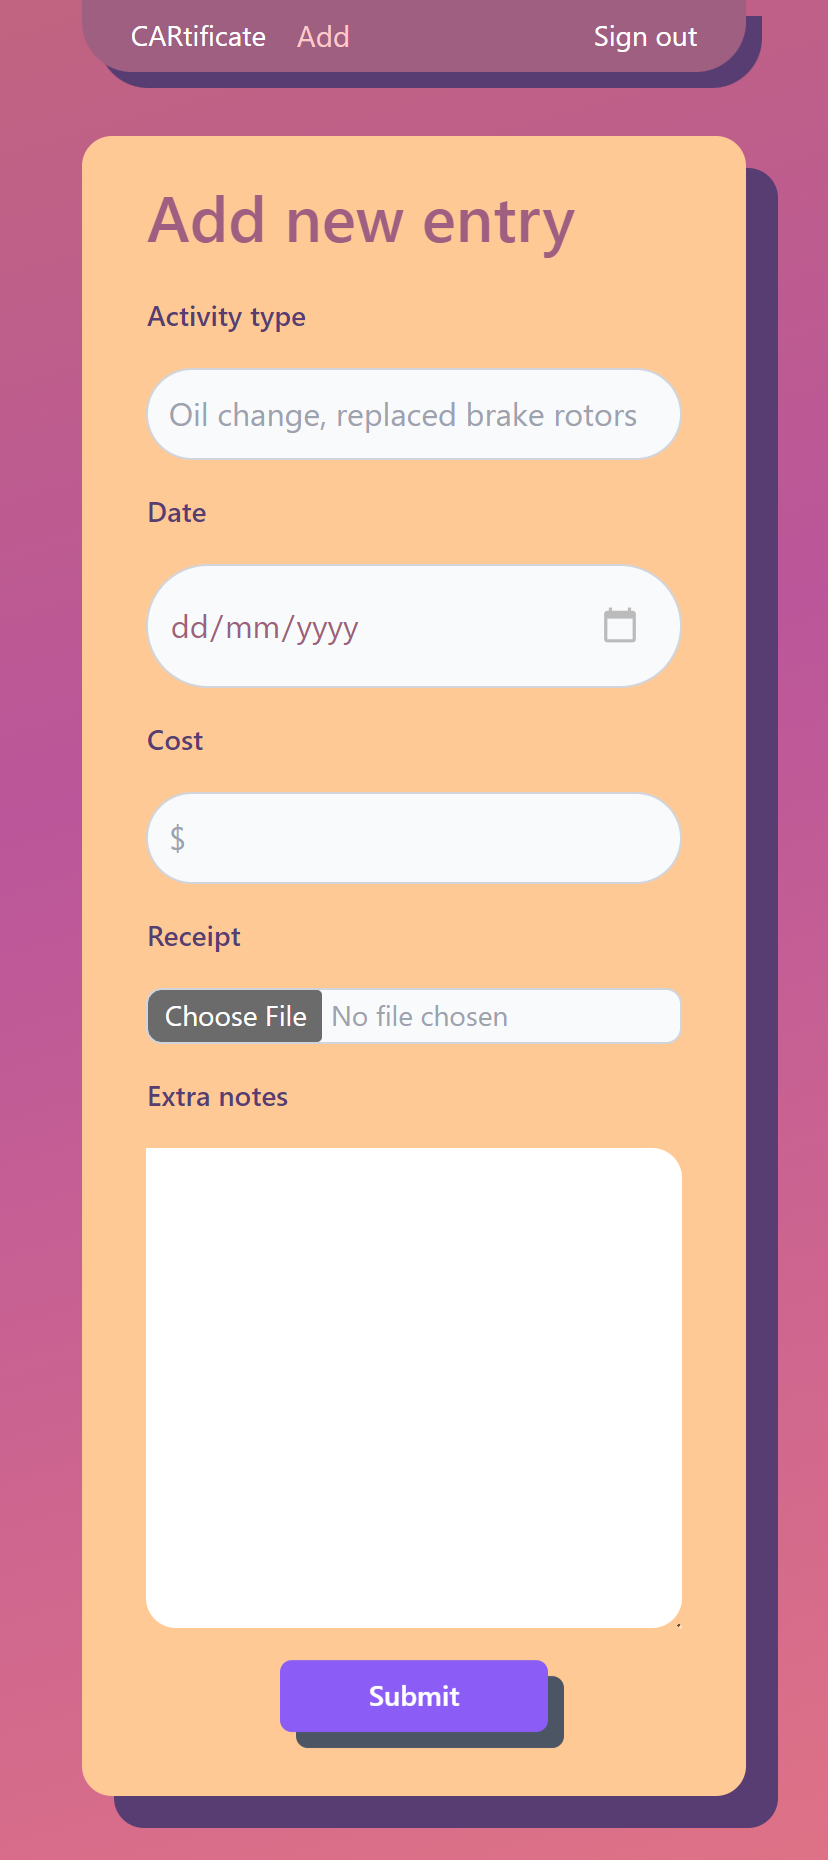 CARtificate Add Sign out
Add new entry
Activity type
Oil change, replaced brake rotors
Date
dd/mm/yyyy
Cost
$
Receipt
Choose File No file chosen
Extra notes
Submit